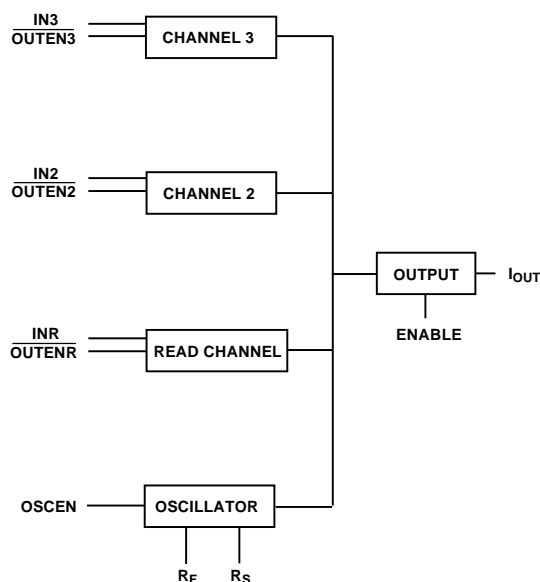 IN3
OUTEN3
CHANNEL 3
IN2
OUTEN2
CHANNEL 2
OUTPUT
IOUT
ENABLE
INR
OUTENR
READ CHANNEL
OSCEN
OSCILLATOR
RF
RS